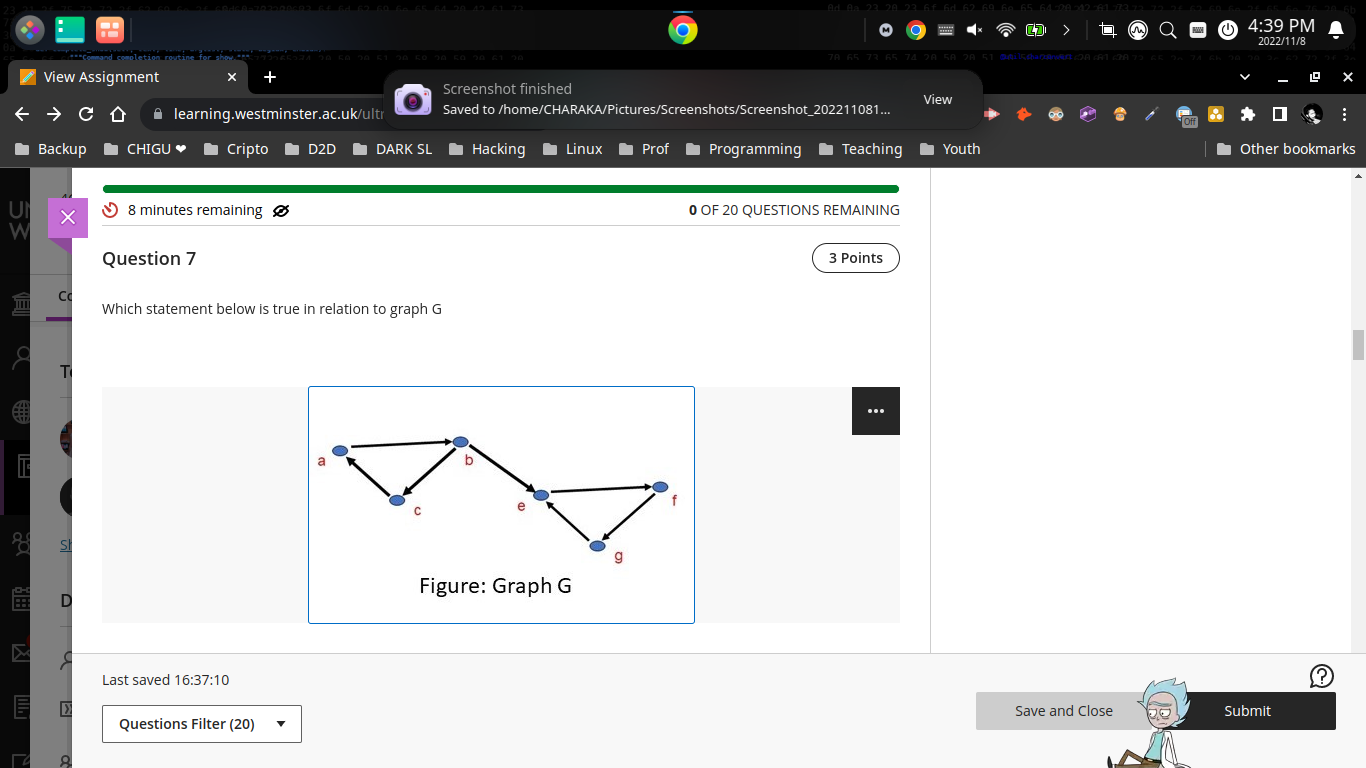 4:39 PM
2022/11/8
View Assignment
Screenshot finished
Saved to /home/CHARAKA/Pictures/Screenshots/Screenshot_202211081...
View
learning.westminster.ac.uk/ultr
Off
Backup
CHIGU ❤
Cripto
D2D
DARK SL
Hacking
Linux
Prof
Programming
Teaching
Youth
Other bookmarks
8 minutes remaining
0 OF 20 QUESTIONS REMAINING
Question 7
3 Points
Which statement below is true in relation to graph G
a
b
c
e
f
g
Figure: Graph G
Last saved 16:37:10
Questions Filter (20)
Save and Close
Submit